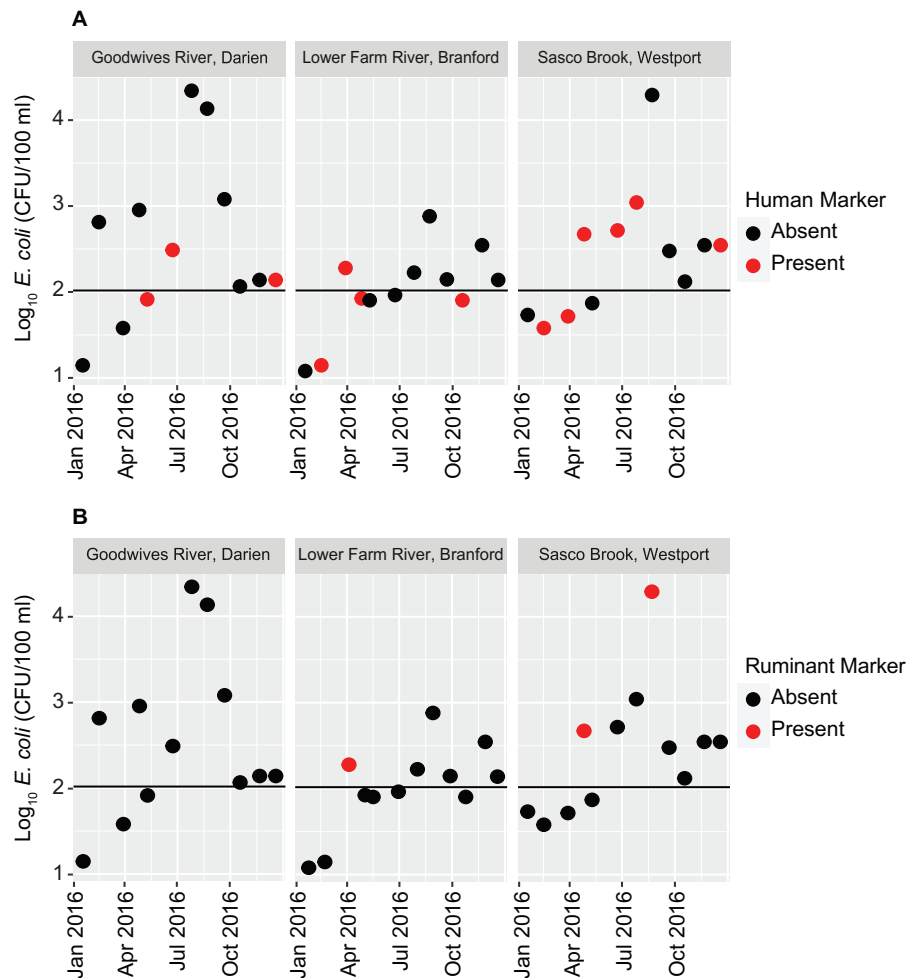 A
Goodwives River, Darien
Lower Farm River, Branford
Sasco Brook, Westport
Log₁₀ E. coli (CFU/100 ml)
4
3
2
1
Jan 2016
Apr 2016
Jul 2016
Oct 2016
Jan 2016
Apr 2016
Jul 2016
Oct 2016
Jan 2016
Apr 2016
Jul 2016
Oct 2016
Human Marker
Absent
Present
B
Goodwives River, Darien
Lower Farm River, Branford
Sasco Brook, Westport
Log₁₀ E. coli (CFU/100 ml)
4
3
2
1
Jan 2016
Apr 2016
Jul 2016
Oct 2016
Jan 2016
Apr 2016
Jul 2016
Oct 2016
Jan 2016
Apr 2016
Jul 2016
Oct 2016
Ruminant Marker
Absent
Present